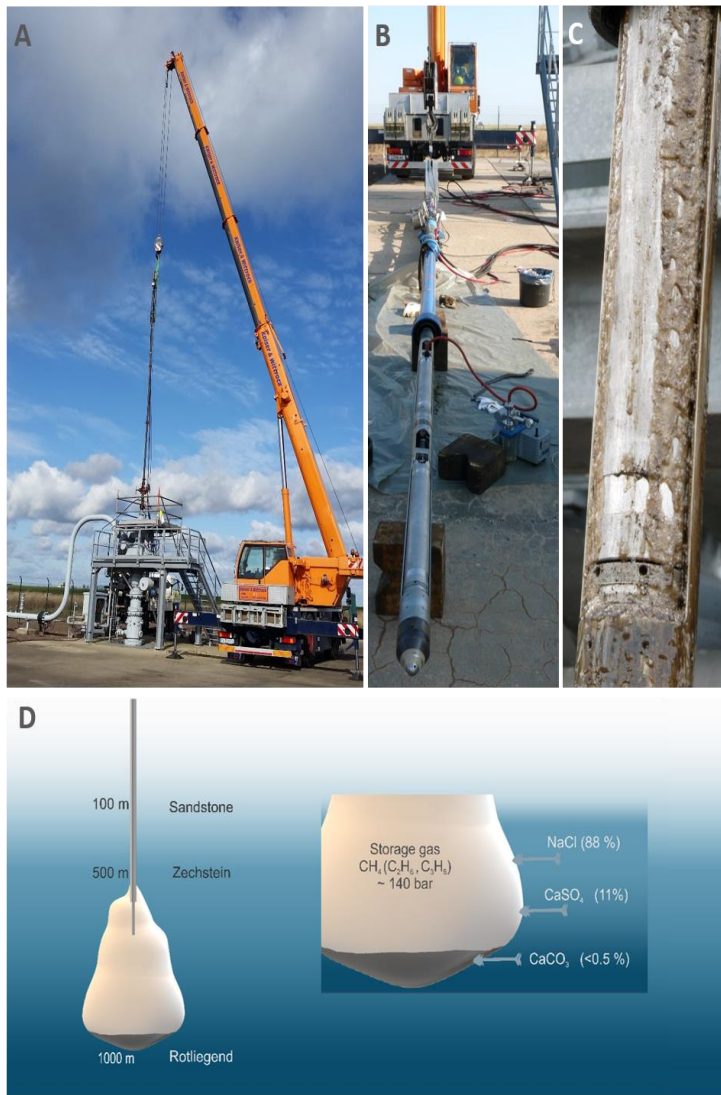 A
B
C
D
100 m
Sandstone
500 m
Zechstein
1000 m
Rotliegend
Storage gas
CH₄ (C₂H₆, C₃H₈)
~ 140 bar
NaCl (88 %)
CaSO₄ (11%)
CaCO₃ (<0.5 %)